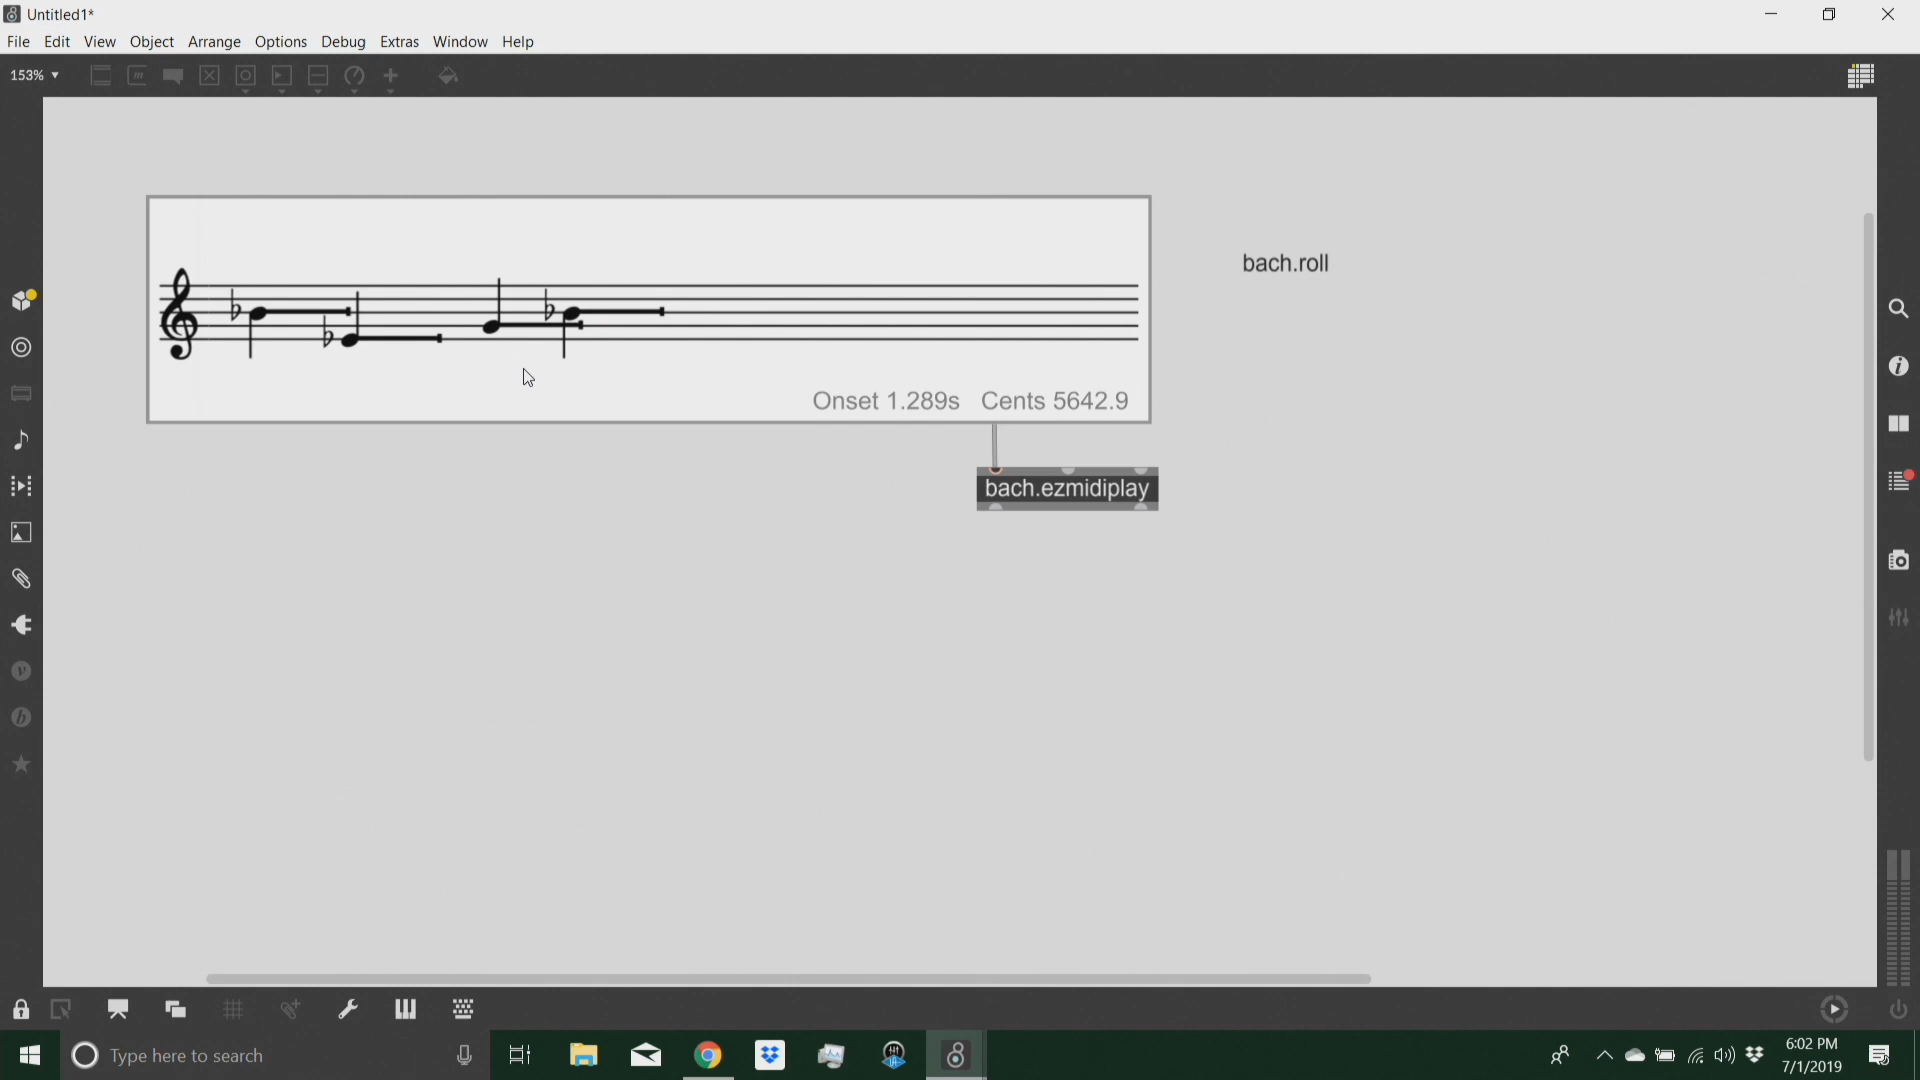 Untitled1*
File Edit View Object Arrange Options Debug Extras Window Help
153%
bach.roll
Onset 1.289s Cents 5642.9
bach.ezmidiplay
Type here to search
6:02 PM
7/1/2019